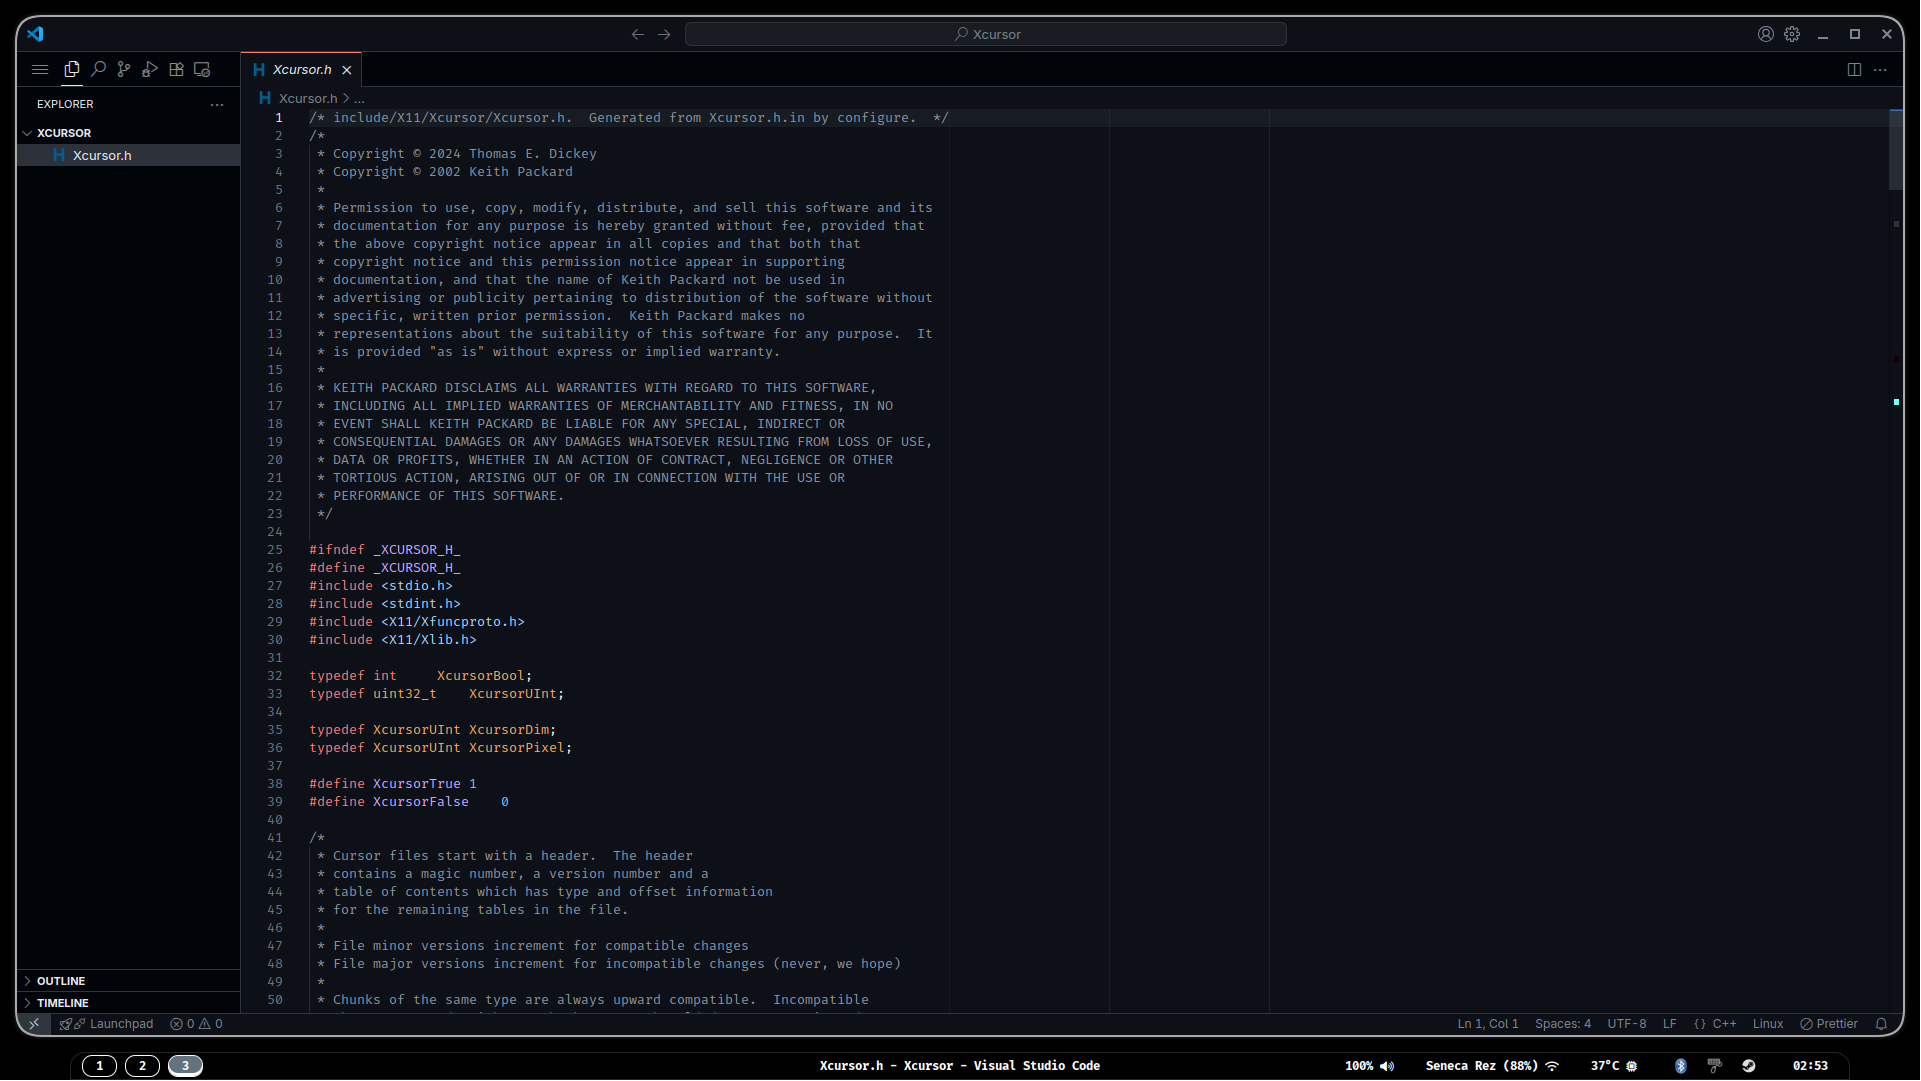 Xcursor
Xcursor.h
EXPLORER
Xcursor.h > ...
XCURSOR
Xcursor.h
1 /* include/X11/Xcursor/Xcursor.h.  Generated from Xcursor.h.in by configure.  */
2 /*
3  * Copyright © 2024 Thomas E. Dickey
4  * Copyright © 2002 Keith Packard
5  *
6  * Permission to use, copy, modify, distribute, and sell this software and its
7  * documentation for any purpose is hereby granted without fee, provided that
8  * the above copyright notice appear in all copies and that both that
9  * copyright notice and this permission notice appear in supporting
10  * documentation, and that the name of Keith Packard not be used in
11  * advertising or publicity pertaining to distribution of the software without
12  * specific, written prior permission.  Keith Packard makes no
13  * representations about the suitability of this software for any purpose.  It
14  * is provided "as is" without express or implied warranty.
15  *
16  * KEITH PACKARD DISCLAIMS ALL WARRANTIES WITH REGARD TO THIS SOFTWARE,
17  * INCLUDING ALL IMPLIED WARRANTIES OF MERCHANTABILITY AND FITNESS, IN NO
18  * EVENT SHALL KEITH PACKARD BE LIABLE FOR ANY SPECIAL, INDIRECT OR
19  * CONSEQUENTIAL DAMAGES OR ANY DAMAGES WHATSOEVER RESULTING FROM LOSS OF USE,
20  * DATA OR PROFITS, WHETHER IN AN ACTION OF CONTRACT, NEGLIGENCE OR OTHER
21  * TORTIOUS ACTION, ARISING OUT OF OR IN CONNECTION WITH THE USE OR
22  * PERFORMANCE OF THIS SOFTWARE.
23  */
24
25 #ifndef _XCURSOR_H_
26 #define _XCURSOR_H_
27 #include <stdio.h>
28 #include <stdint.h>
29 #include <X11/Xfuncproto.h>
30 #include <X11/Xlib.h>
31
32 typedef int     XcursorBool;
33 typedef uint32_t    XcursorUInt;
34
35 typedef XcursorUInt XcursorDim;
36 typedef XcursorUInt XcursorPixel;
37
38 #define XcursorTrue 1
39 #define XcursorFalse    0
40
41 /*
42  * Cursor files start with a header.  The header
43  * contains a magic number, a version number and a
44  * table of contents which has type and offset information
45  * for the remaining tables in the file.
46  *
47  * File minor versions increment for compatible changes
48  * File major versions increment for incompatible changes (never, we hope)
49  *
50  * Chunks of the same type are always upward compatible.  Incompatible
OUTLINE
TIMELINE
Launchpad 0 0 Ln 1, Col 1 Spaces: 4 UTF-8 LF {} C++ Linux Prettier
1 2 3 Xcursor.h - Xcursor - Visual Studio Code 100% Seneca Rez (88%) 37°C 02:53